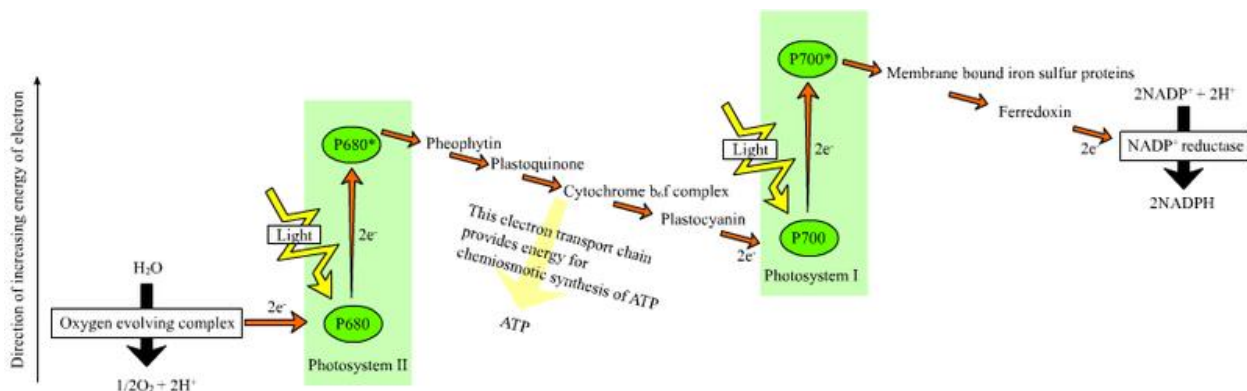 Direction of increasing energy of electron
H₂O
Oxygen evolving complex
1/2O₂ + 2H⁺
2e⁻
Light
P680*
2e⁻
P680
Photosystem II
Pheophytin
Plastoquinone
Cytochrome b₆f complex
Plastocyanin
2e⁻
This electron transport chain
provides energy for
chemiosmotic synthesis of ATP
ATP
Light
P700*
2e⁻
P700
Photosystem I
Membrane bound iron sulfur proteins
Ferredoxin
2e⁻
2NADP⁺ + 2H⁺
NADP⁺ reductase
2NADPH